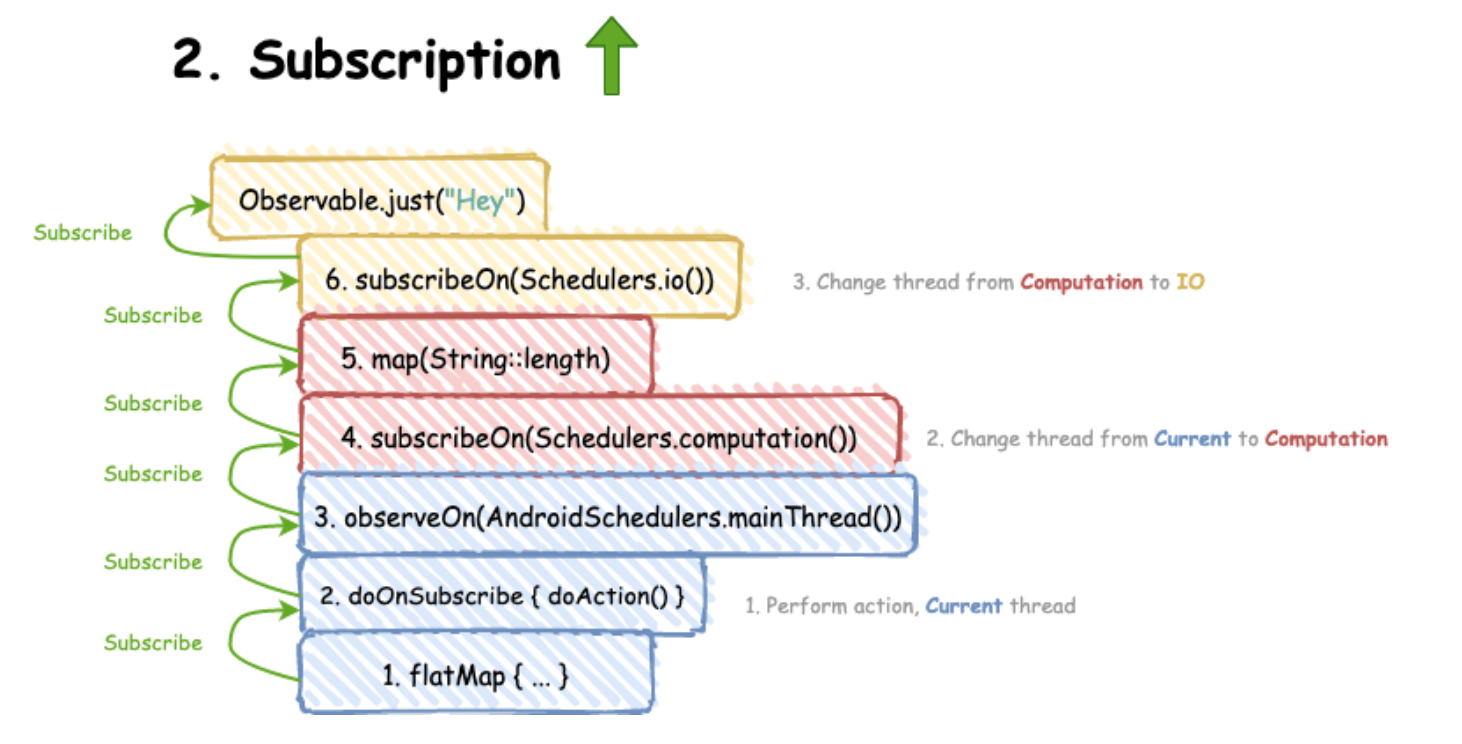 2. Subscription
Observable.just("Hey")
Subscribe
6. subscribeOn(Schedulers.io())
3. Change thread from Computation to IO
Subscribe
5. map(String::length)
Subscribe
4. subscribeOn(Schedulers.computation())
2. Change thread from Current to Computation
Subscribe
3. observeOn(AndroidSchedulers.mainThread())
Subscribe
2. doOnSubscribe { doAction() }
1. Perform action, Current thread
Subscribe
1. flatMap { ... }